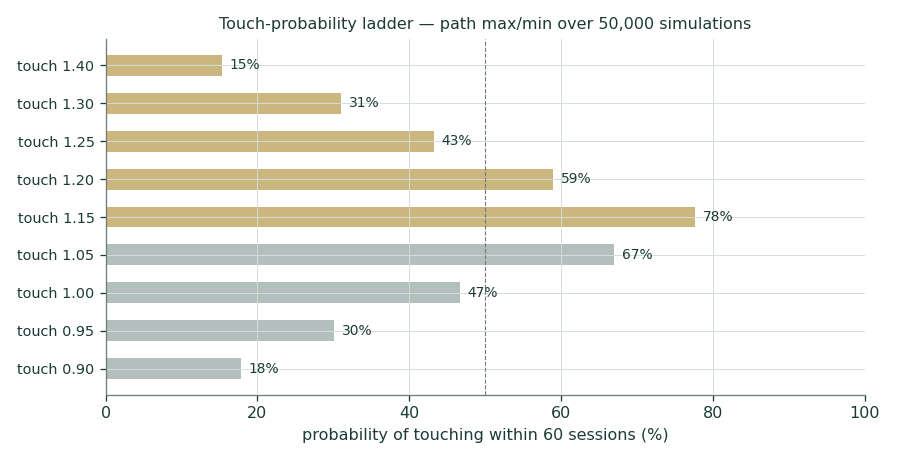 Touch-probability ladder — path max/min over 50,000 simulations
touch 1.40 15%
touch 1.30 31%
touch 1.25 43%
touch 1.20 59%
touch 1.15 78%
touch 1.05 67%
touch 1.00 47%
touch 0.95 30%
touch 0.90 18%
0 20 40 60 80 100
probability of touching within 60 sessions (%)